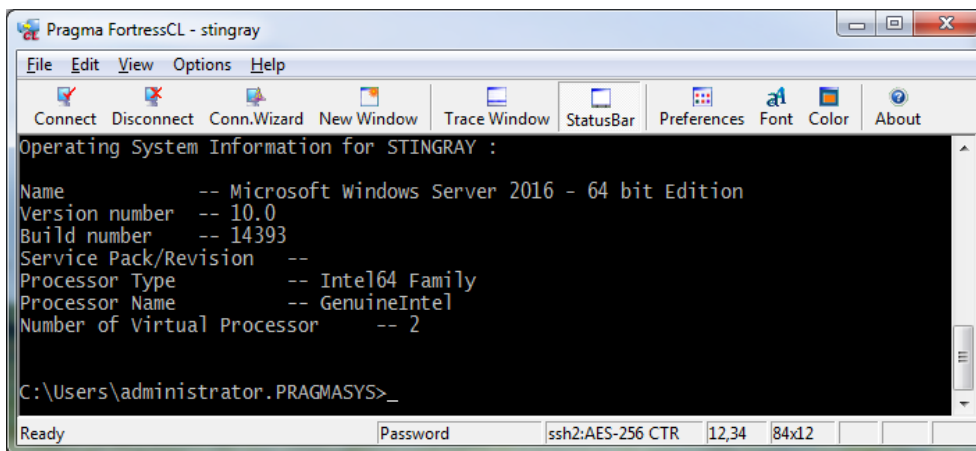 Pragma FortressCL - stingray
File Edit View Options Help
Connect Disconnect Conn.Wizard New Window Trace Window StatusBar Preferences Font Color About
Operating System Information for STINGRAY :
Name -- Microsoft Windows Server 2016 - 64 bit Edition
Version number -- 10.0
Build number -- 14393
Service Pack/Revision --
Processor Type -- Intel64 Family
Processor Name -- GenuineIntel
Number of Virtual Processor -- 2
C:\Users\administrator.PRAGMASYS>_
Ready Password ssh2:AES-256 CTR 12,34 84x12